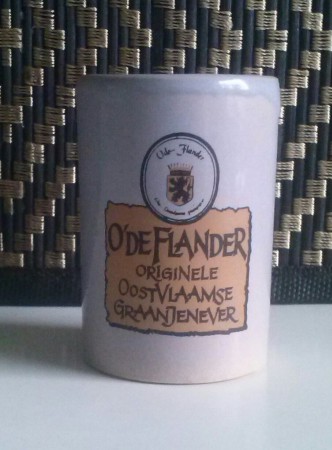 O'DE FLANDER
ORIGINELE
OOSTVLAAMSE
GRAANJENEVER